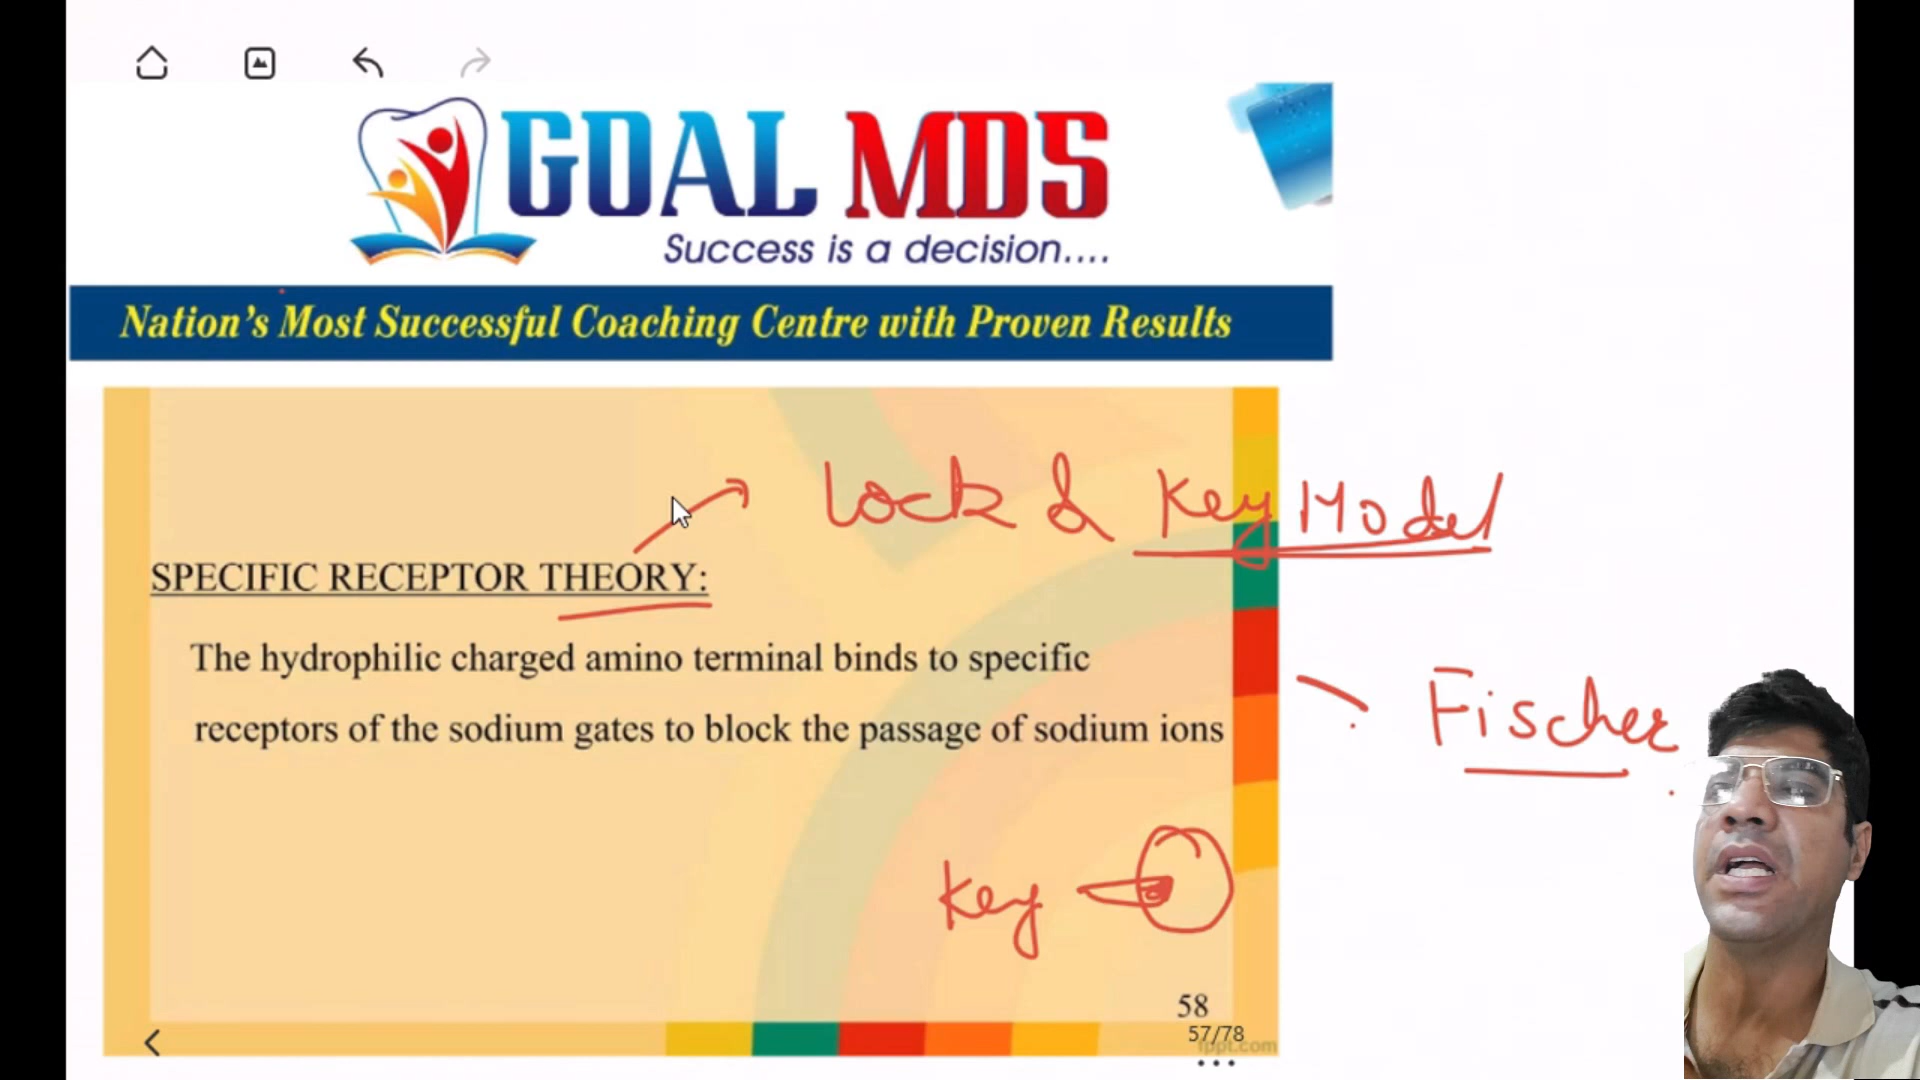 GOAL MDS
Success is a decision....
Nation's Most Successful Coaching Centre with Proven Results
Lock & Key Model
SPECIFIC RECEPTOR THEORY:
The hydrophilic charged amino terminal binds to specific
receptors of the sodium gates to block the passage of sodium ions
Fischer
Key
58
57/78
fppt.com